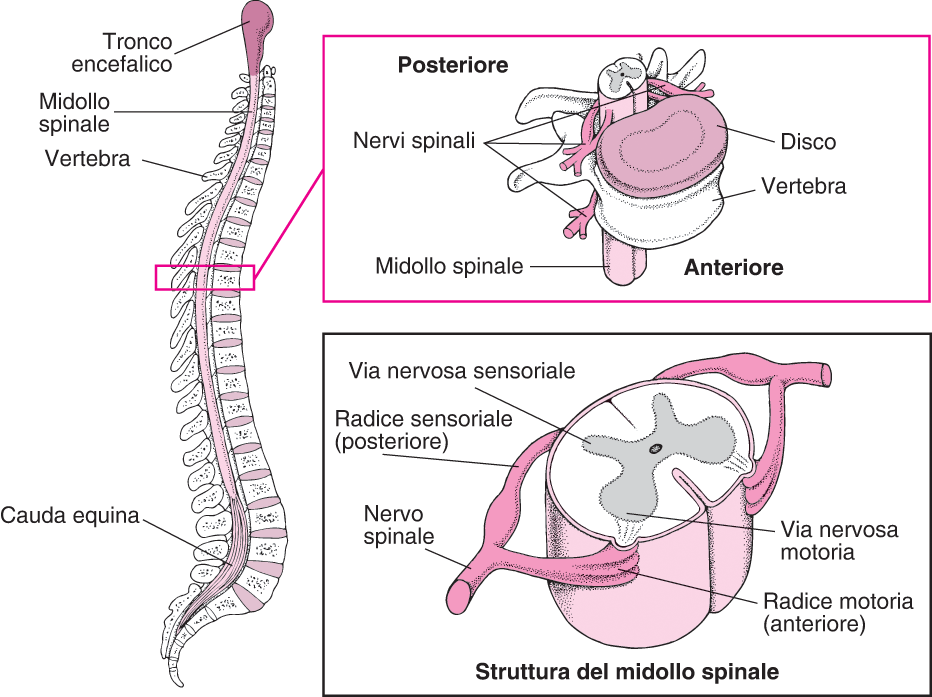 Tronco
encefalico
Midollo
spinale
Vertebra
Cauda equina
Posteriore
Nervi spinali
Disco
Vertebra
Midollo spinale
Anteriore
Via nervosa sensoriale
Radice sensoriale
(posteriore)
Nervo
spinale
Via nervosa
motoria
Radice motoria
(anteriore)
Struttura del midollo spinale